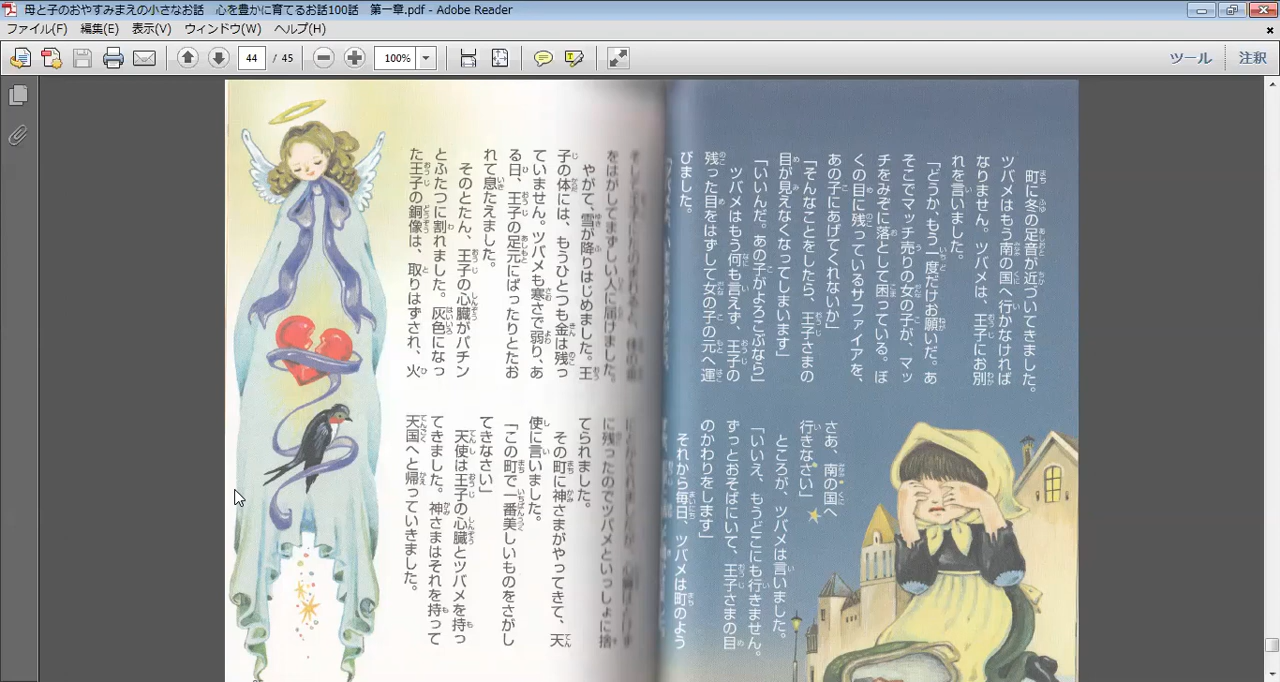 母と子のおやすみまえの小さなお話　心を豊かに育てるお話100話　第一章.pdf - Adobe Reader
ファイル(F) 編集(E) 表示(V) ウィンドウ(W) ヘルプ(H)
44 / 45 100% ツール 注釈
町に冬の足音が近づいてきました。
ツバメはもう南の国へ行かなければ
なりません。ツバメは、王子にお別
れを言いました。
「どうか、もう一度だけお願いだ。あ
そこでマッチ売りの女の子が、マッ
チをみぞに落として困っている。ぼ
くの目に残っているサファイアを、
あの子にあげてくれないか」
「そんなことをしたら、王子さまの
目が見えなくなってしまいます」
「いいんだ。あの子がよろこぶなら」
ツバメはもう何も言えず、王子の
残った目をはずして女の子の元へ運
びました。
さあ、南の国へ
行きなさい」
ところが、ツバメは言いました。
「いいえ、もうどこにも行きません。
ずっとおそばにいて、王子さまの目
のかわりをします」
それから毎日、ツバメは町のよう
をはがしてまずしい人に届けました。
やがて、雪が降りはじめました。王
子の体には、もうひとつも金は残っ
ていません。ツバメも寒さで弱り、あ
る日、王子の足元にぱったりとたお
れて息たえました。
そのとたん、王子の心臓がパチン
とふたつに割れました。灰色になっ
た王子の銅像は、取りはずされ、火
に残ったのでツバメといっしょに捨
てられました。
その町に神さまがやってきて、天
使に言いました。
「この町で一番美しいものをさがし
てきなさい」
天使は王子の心臓とツバメを持っ
てきました。神さまはそれを持って
天国へと帰っていきました。